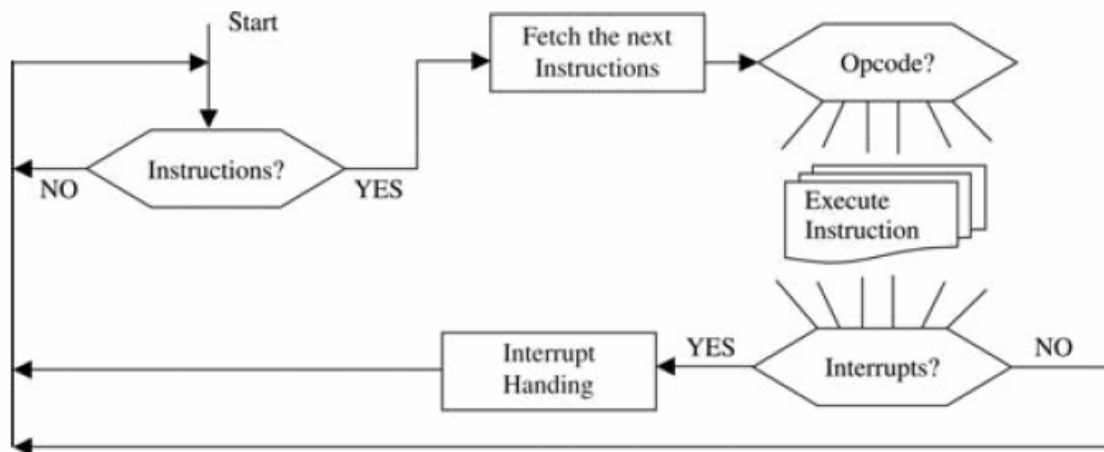 Start
Fetch the next
Instructions
Opcode?
Instructions?
NO
YES
Execute
Instruction
Interrupt
Handing
YES
Interrupts?
NO